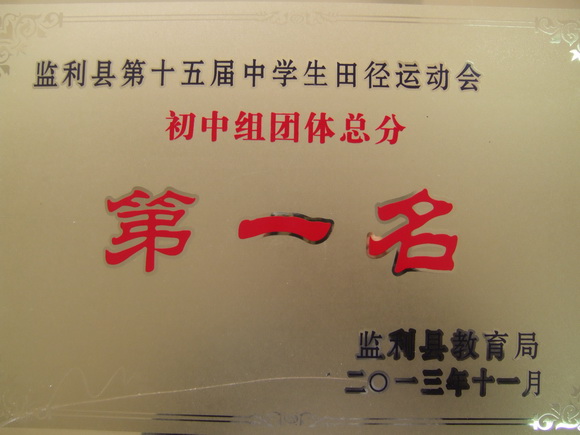 监利县第十五届中学生田径运动会
初中组团体总分
第一名
监利县教育局
二〇一三年十一月